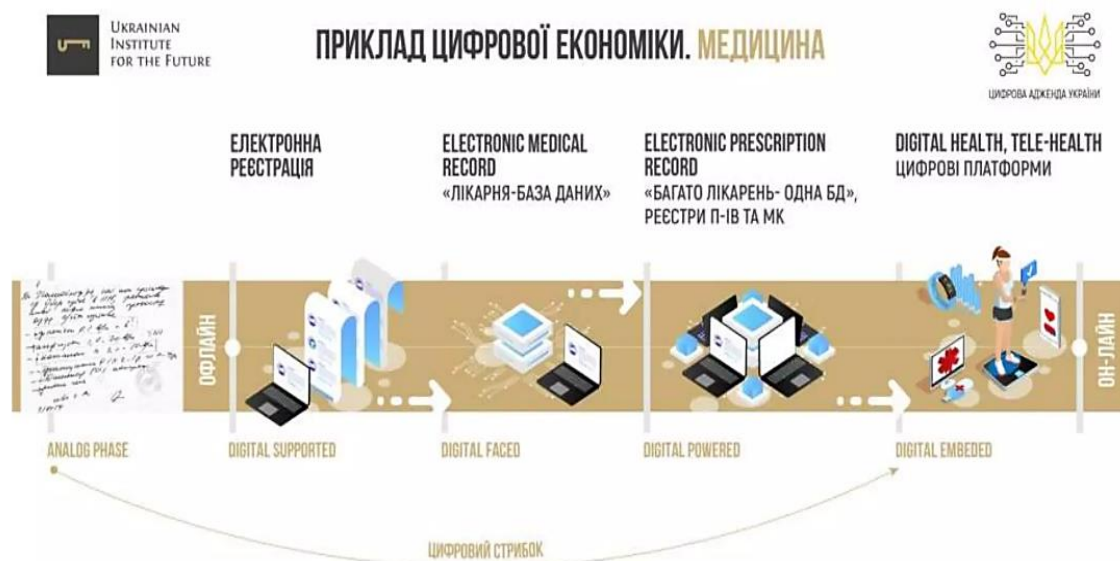 UKRAINIAN
INSTITUTE
FOR THE FUTURE
ПРИКЛАД ЦИФРОВОЇ ЕКОНОМІКИ. МЕДИЦИНА
ЦИФРОВА АДЖЕНДА УКРАЇНИ
ЕЛЕКТРОННА
РЕЄСТРАЦІЯ
ELECTRONIC MEDICAL
RECORD
«ЛІКАРНЯ-БАЗА ДАНИХ»
ELECTRONIC PRESCRIPTION
RECORD
«БАГАТО ЛІКАРЕНЬ- ОДНА БД»,
РЕЄСТРИ П-ІВ ТА МК
DIGITAL HEALTH, TELE-HEALTH
ЦИФРОВІ ПЛАТФОРМИ
ОФЛАЙН
ОН-ЛАЙН
ANALOG PHASE
DIGITAL SUPPORTED
DIGITAL FACED
DIGITAL POWERED
DIGITAL EMBEDED
ЦИФРОВИЙ СТРИБОК